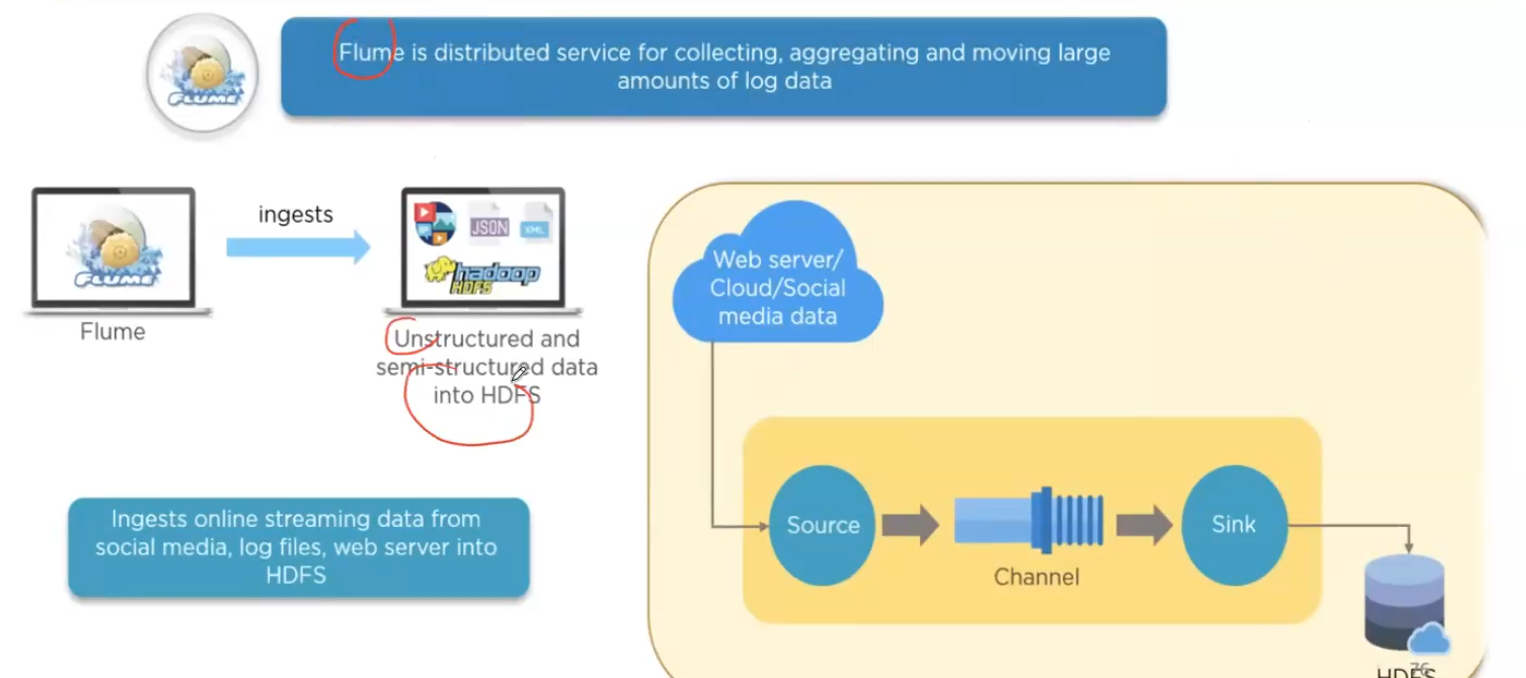 Flume is distributed service for collecting, aggregating and moving large
amounts of log data
FLUME
ingests
FLUME
JSON
XML
hadoop
HDFS
Flume
Unstructured and
semi-structured data
into HDFS
Ingests online streaming data from
social media, log files, web server into
HDFS
Web server/
Cloud/Social
media data
Source
Channel
Sink
HDFS
76